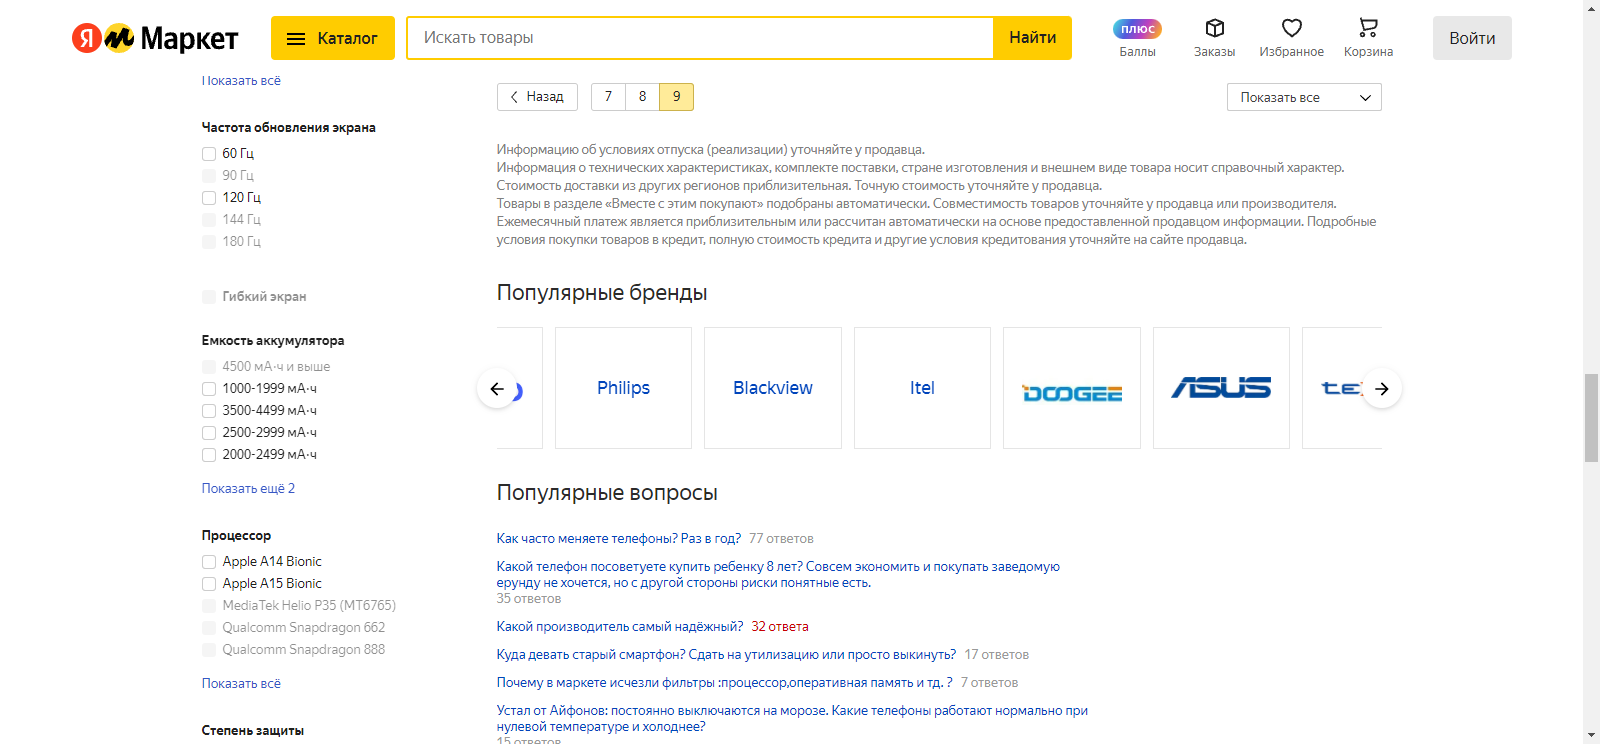 Я м Маркет
Каталог
Искать товары
Найти
плюс
Баллы
Заказы
Избранное
Корзина
Войти
Показать всё
Частота обновления экрана
60 Гц
90 Гц
120 Гц
144 Гц
180 Гц
Гибкий экран
Емкость аккумулятора
4500 мА·ч и выше
1000-1999 мА·ч
3500-4499 мА·ч
2500-2999 мА·ч
2000-2499 мА·ч
Показать ещё 2
Процессор
Apple A14 Bionic
Apple A15 Bionic
MediaTek Helio P35 (MT6765)
Qualcomm Snapdragon 662
Qualcomm Snapdragon 888
Показать всё
Степень защиты
Назад
7
8
9
Показать все
Информацию об условиях отпуска (реализации) уточняйте у продавца.
Информация о технических характеристиках, комплекте поставки, стране изготовления и внешнем виде товара носит справочный характер.
Стоимость доставки из других регионов приблизительная. Точную стоимость уточняйте у продавца.
Товары в разделе «Вместе с этим покупают» подобраны автоматически. Совместимость товаров уточняйте у продавца или производителя.
Ежемесячный платеж является приблизительным или рассчитан автоматически на основе предоставленной продавцом информации. Подробные
условия покупки товаров в кредит, полную стоимость кредита и другие условия кредитования уточняйте на сайте продавца.
Популярные бренды
Philips
Blackview
Itel
DOOGEE
ASUS
Популярные вопросы
Как часто меняете телефоны? Раз в год? 77 ответов
Какой телефон посоветуете купить ребенку 8 лет? Совсем экономить и покупать заведомую
ерунду не хочется, но с другой стороны риски понятные есть.
35 ответов
Какой производитель самый надёжный? 32 ответа
Куда девать старый смартфон? Сдать на утилизацию или просто выкинуть? 17 ответов
Почему в маркете исчезли фильтры :процессор,оперативная память и тд. ? 7 ответов
Устал от Айфонов: постоянно выключаются на морозе. Какие телефоны работают нормально при
нулевой температуре и холоднее?
15 ответов